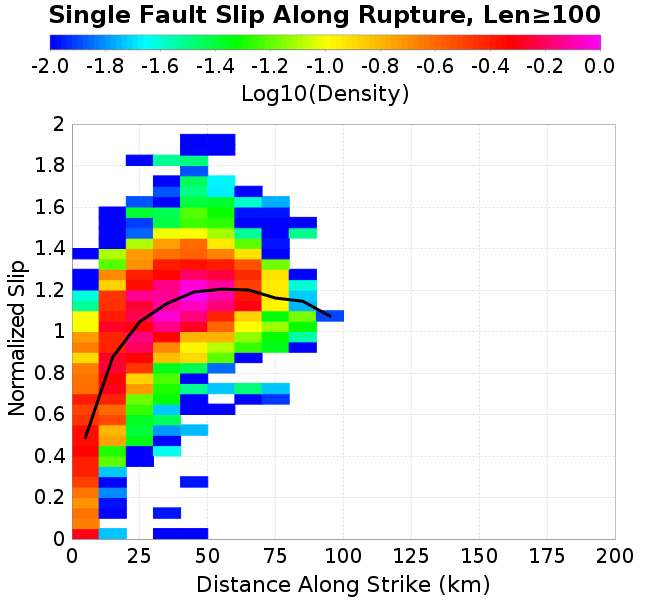 Single Fault Slip Along Rupture, Len≥100
-2.0 -1.8 -1.6 -1.4 -1.2 -1.0 -0.8 -0.6 -0.4 -0.2 0.0
Log10(Density)
2
1.8
1.6
1.4
1.2
1
0.8
0.6
0.4
0.2
0
Normalized Slip
0 25 50 75 100 125 150 175 200
Distance Along Strike (km)